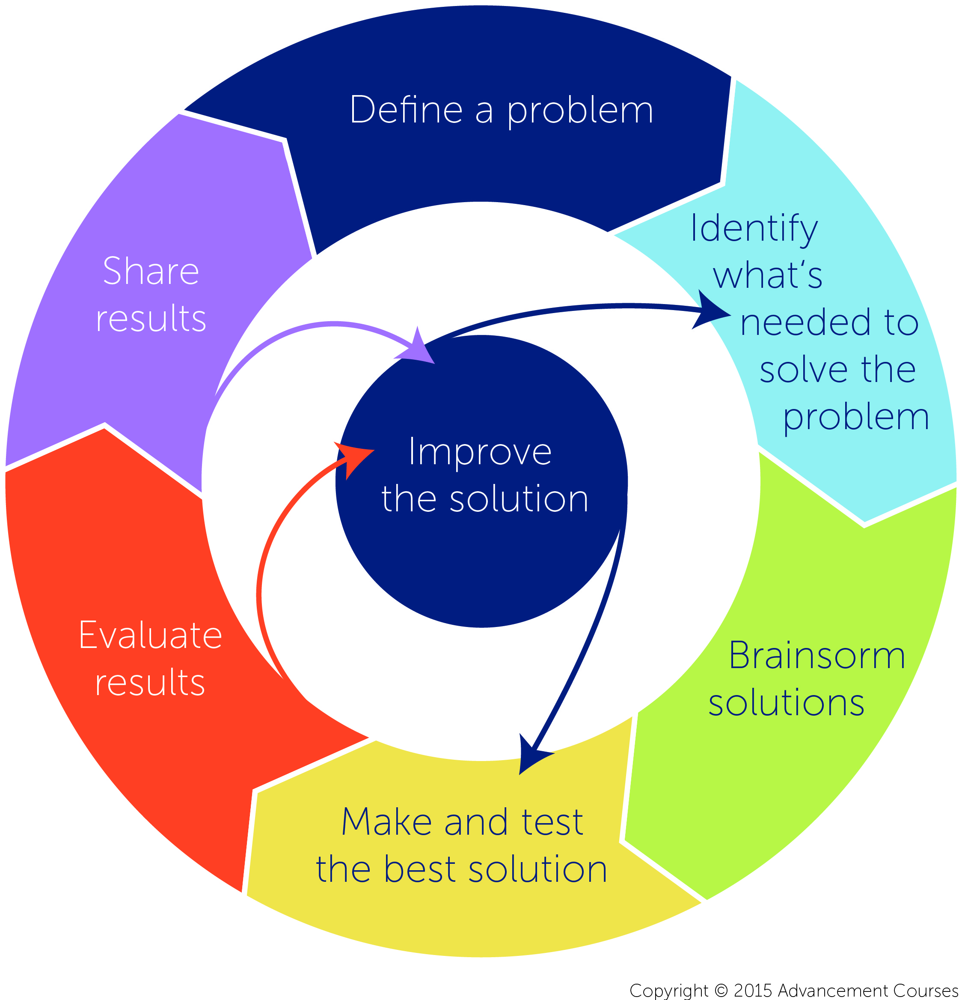 Define a problem
Identify
what‘s
needed to
solve the
problem
Brainsorm
solutions
Make and test
the best solution
Evaluate
results
Share
results
Improve
the solution
Copyright © 2015 Advancement Courses